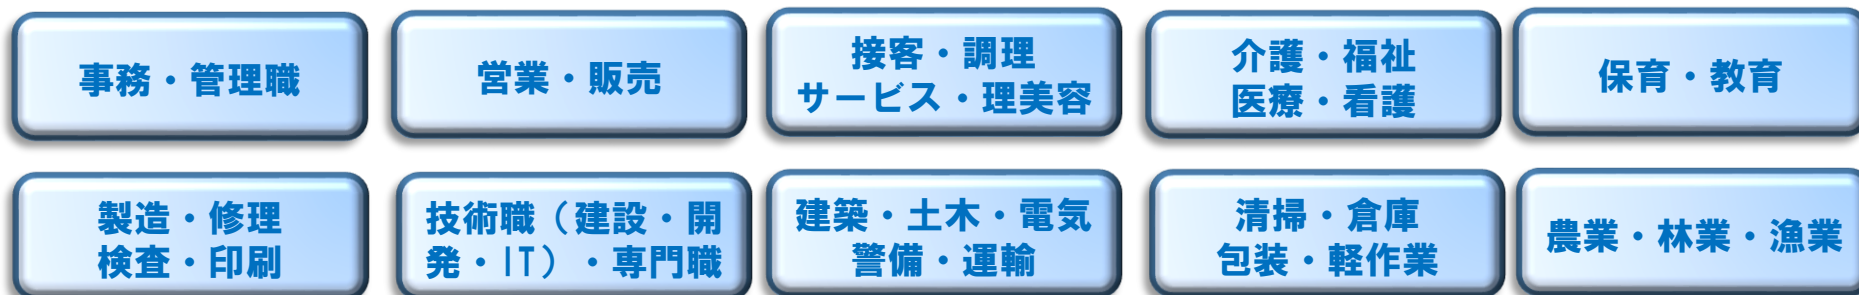 事務・管理職
営業・販売
接客・調理
サービス・理美容
介護・福祉
医療・看護
保育・教育
製造・修理
検査・印刷
技術職（建設・開
発・IT）・専門職
建築・土木・電気
警備・運輸
清掃・倉庫
包装・軽作業
農業・林業・漁業